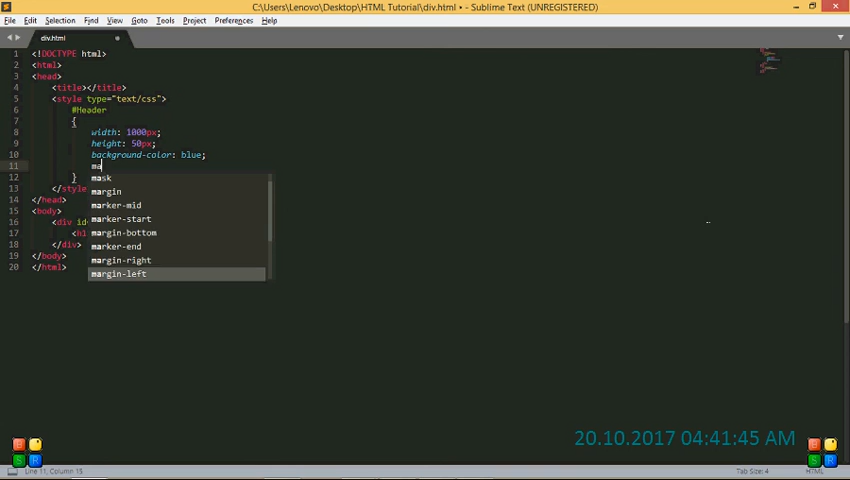 C:\Users\Lenovo\Desktop\HTML Tutorial\div.html • - Sublime Text (UNREGISTERED)
File Edit Selection Find View Goto Tools Project Preferences Help
div.html
1 <!DOCTYPE html>
2 <html>
3 <head>
4 <title></title>
5 <style type="text/css">
6 #Header
7 {
8 width: 1000px;
9 height: 50px;
10 background-color: blue;
11 ma
12 }
mask
13 </style
margin
14 </head>
marker-mid
15 <body>
marker-start
16 <div id
margin-bottom
17 <h
18 </div>
marker-end
19 </body>
margin-right
20 </html>
margin-left
20.10.2017 04:41:45 AM
B
S R
B
S R
Line 11, Column 15
Tab Size: 4
HTML